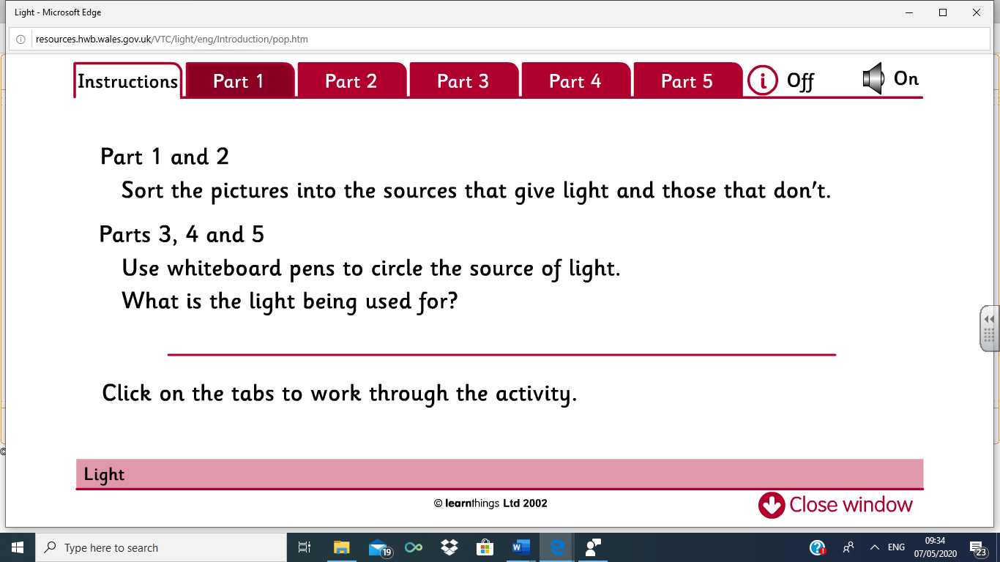 Light - Microsoft Edge
resources.hwb.wales.gov.uk/VTC/light/eng/Introduction/pop.htm
Instructions Part 1 Part 2 Part 3 Part 4 Part 5 i Off On
Part 1 and 2
Sort the pictures into the sources that give light and those that don't.
Parts 3, 4 and 5
Use whiteboard pens to circle the source of light.
What is the light being used for?
Click on the tabs to work through the activity.
Light
© learnthings Ltd 2002
Close window
©
Type here to search
19
ENG
09:34
07/05/2020
23